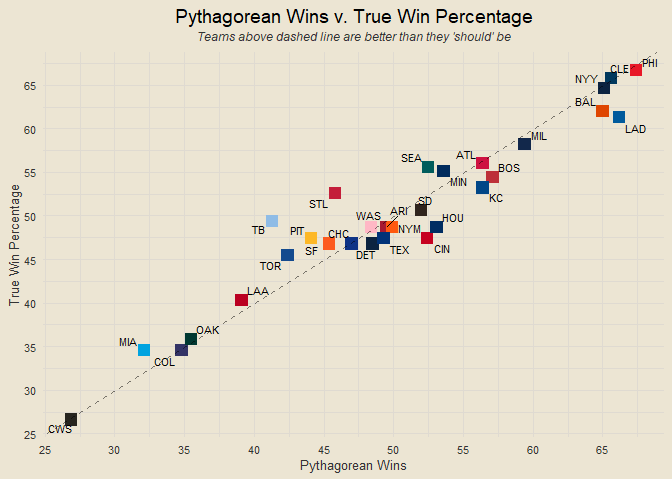 Pythagorean Wins v. True Win Percentage
Teams above dashed line are better than they 'should' be
PHI
CLE
NYY
65
BAL
LAD
60
MIL
SEA
ATL
BOS
55
MIN
KC
STL
SD
50
WAS
ARI
HOU
TB
PIT
CHC
NYM
SF
DET
TEX
CIN
45
TOR
LAA
40
OAK
MIA
35
COL
30
CWS
25
25
30
35
40
45
50
55
60
65
Pythagorean Wins
True Win Percentage